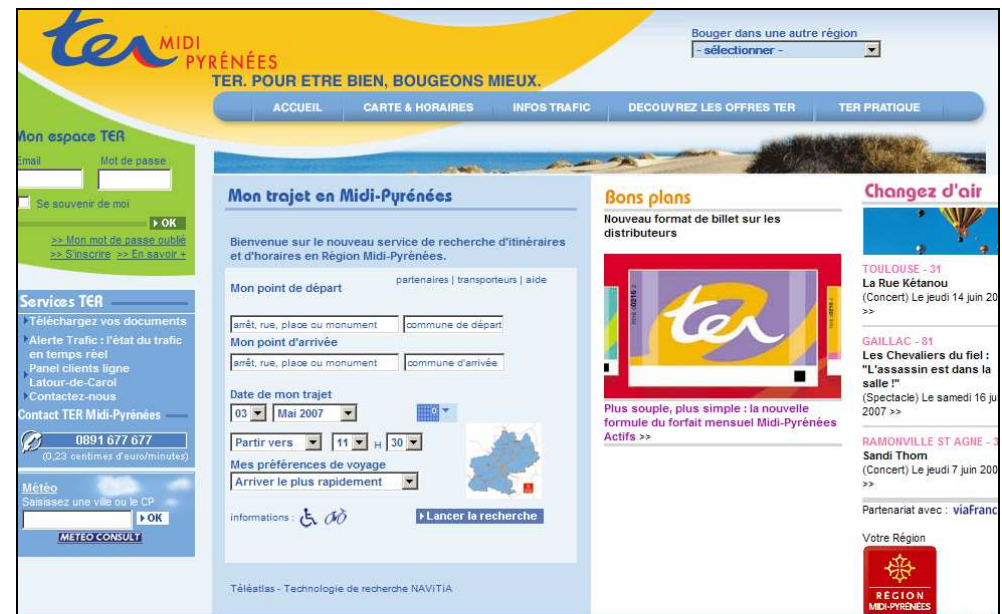 ter MIDI
PYRÉNÉES
TER. POUR ETRE BIEN, BOUGEONS MIEUX.
Bouger dans une autre région
- sélectionner -
ACCUEIL CARTE & HORAIRES INFOS TRAFIC DECOUVREZ LES OFFRES TER TER PRATIQUE
Mon espace TER
Email Mot de passe
Se souvenir de moi
OK
>> Mon mot de passe oublié
>> S'inscrire >> En savoir +
Services TER
Téléchargez vos documents
Alerte Trafic : l'état du trafic
en temps réel
Panel clients ligne
Latour-de-Carol
Contactez-nous
Contact TER Midi-Pyrénées
0891 677 677
(0,23 centimes d'euro/minutes)
Météo
Saisissez une ville ou le CP
OK
METEO CONSULT
Mon trajet en Midi-Pyrénées
Bienvenue sur le nouveau service de recherche d'itinéraires
et d'horaires en Région Midi-Pyrénées.
partenaires | transporteurs | aide
Mon point de départ
arrêt, rue, place ou monument commune de départ
Mon point d'arrivée
arrêt, rue, place ou monument commune d'arrivée
Date de mon trajet
03 Mai 2007
Partir vers 11 H 30
Mes préférences de voyage
Arriver le plus rapidement
informations :
Lancer la recherche
Téléatlas - Technologie de recherche NAViTiA
Bons plans
Nouveau format de billet sur les
distributeurs
ter
Plus souple, plus simple : la nouvelle
formule du forfait mensuel Midi-Pyrénées
Actifs >>
Changez d'air
TOULOUSE - 31
La Rue Kétanou
(Concert) Le jeudi 14 juin 20
>>
GAILLAC - 81
Les Chevaliers du fiel :
"L'assassin est dans la
salle !"
(Spectacle) Le samedi 16 ju
2007 >>
RAMONVILLE ST AGNE - 3
Sandi Thom
(Concert) Le jeudi 7 juin 200
>>
Partenariat avec : viaFranc
Votre Région
RÉGION
MIDI-PYRÉNÉES